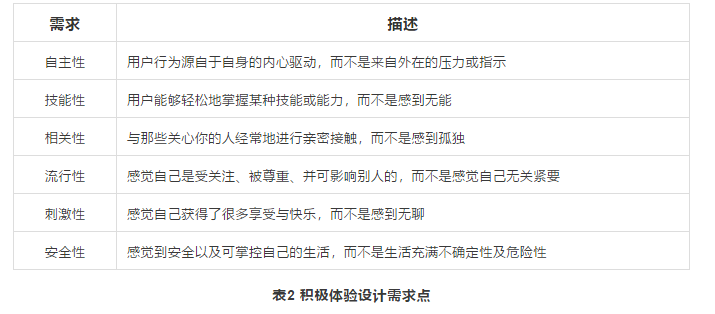 需求 描述
自主性 用户行为源自于自身的内心驱动，而不是来自外在的压力或指示
技能性 用户能够轻松地掌握某种技能或能力，而不是感到无能
相关性 与那些关心你的人经常地进行亲密接触，而不是感到孤独
流行性 感觉自己是受关注、被尊重、并可影响别人的，而不是感觉自己无关紧要
刺激性 感觉自己获得了很多享受与快乐，而不是感到无聊
安全性 感觉到安全以及可掌控自己的生活，而不是生活充满不确定性及危险性
表2 积极体验设计需求点